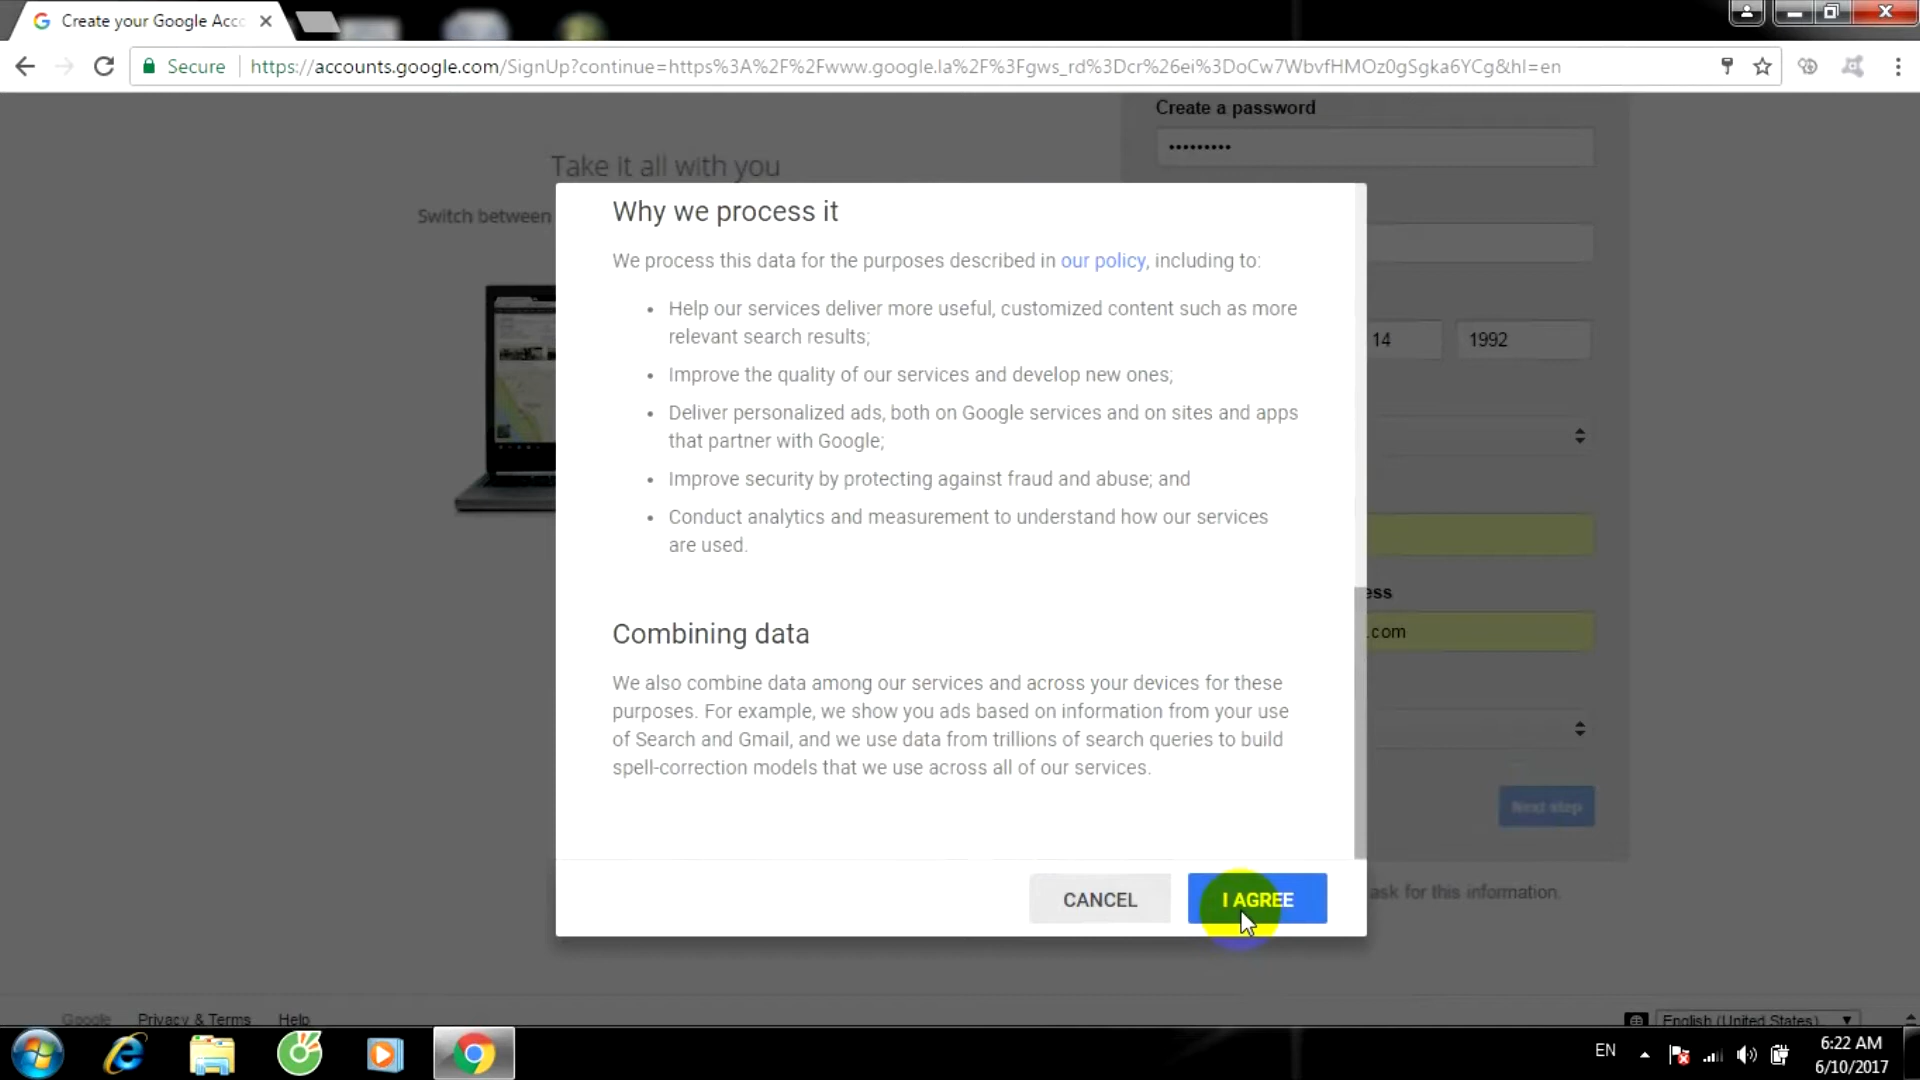 Create your Google Acc
Secure
https://accounts.google.com/SignUp?continue=https%3A%2F%2Fwww.google.la%2F%3Fgws_rd%3Dcr%26ei%3DoCw7WbvfHMOz0gSgka6YCg&hl=en
Create a password
•••••••••
Take it all with you
Switch between
Why we process it
We process this data for the purposes described in our policy, including to:
• Help our services deliver more useful, customized content such as more
relevant search results;
• Improve the quality of our services and develop new ones;
• Deliver personalized ads, both on Google services and on sites and apps
that partner with Google;
• Improve security by protecting against fraud and abuse; and
• Conduct analytics and measurement to understand how our services
are used.
14
1992
ess
.com
Combining data
We also combine data among our services and across your devices for these
purposes. For example, we show you ads based on information from your use
of Search and Gmail, and we use data from trillions of search queries to build
spell-correction models that we use across all of our services.
Next step
CANCEL
I AGREE
ask for this information.
Google
Privacy & Terms
Help
English (United States)
EN
6:22 AM
6/10/2017